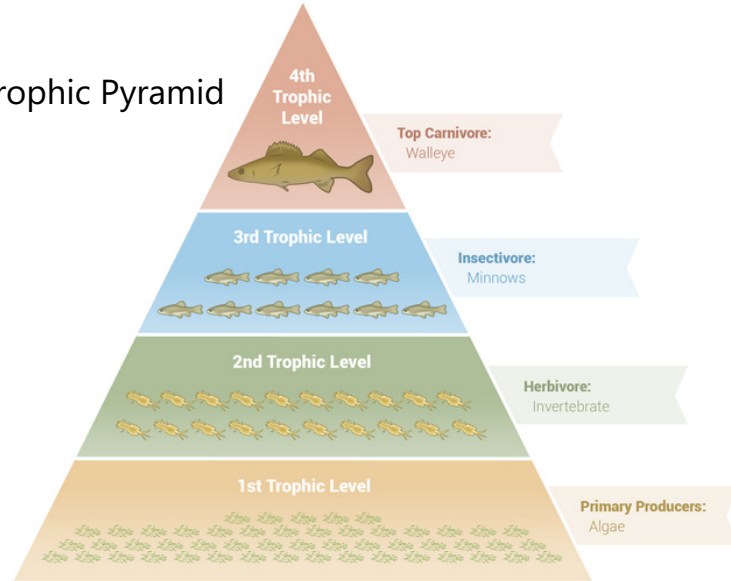 rophic Pyramid
4th
Trophic
Level
Top Carnivore:
Walleye
3rd Trophic Level
Insectivore:
Minnows
2nd Trophic Level
Herbivore:
Invertebrate
1st Trophic Level
Primary Producers:
Algae